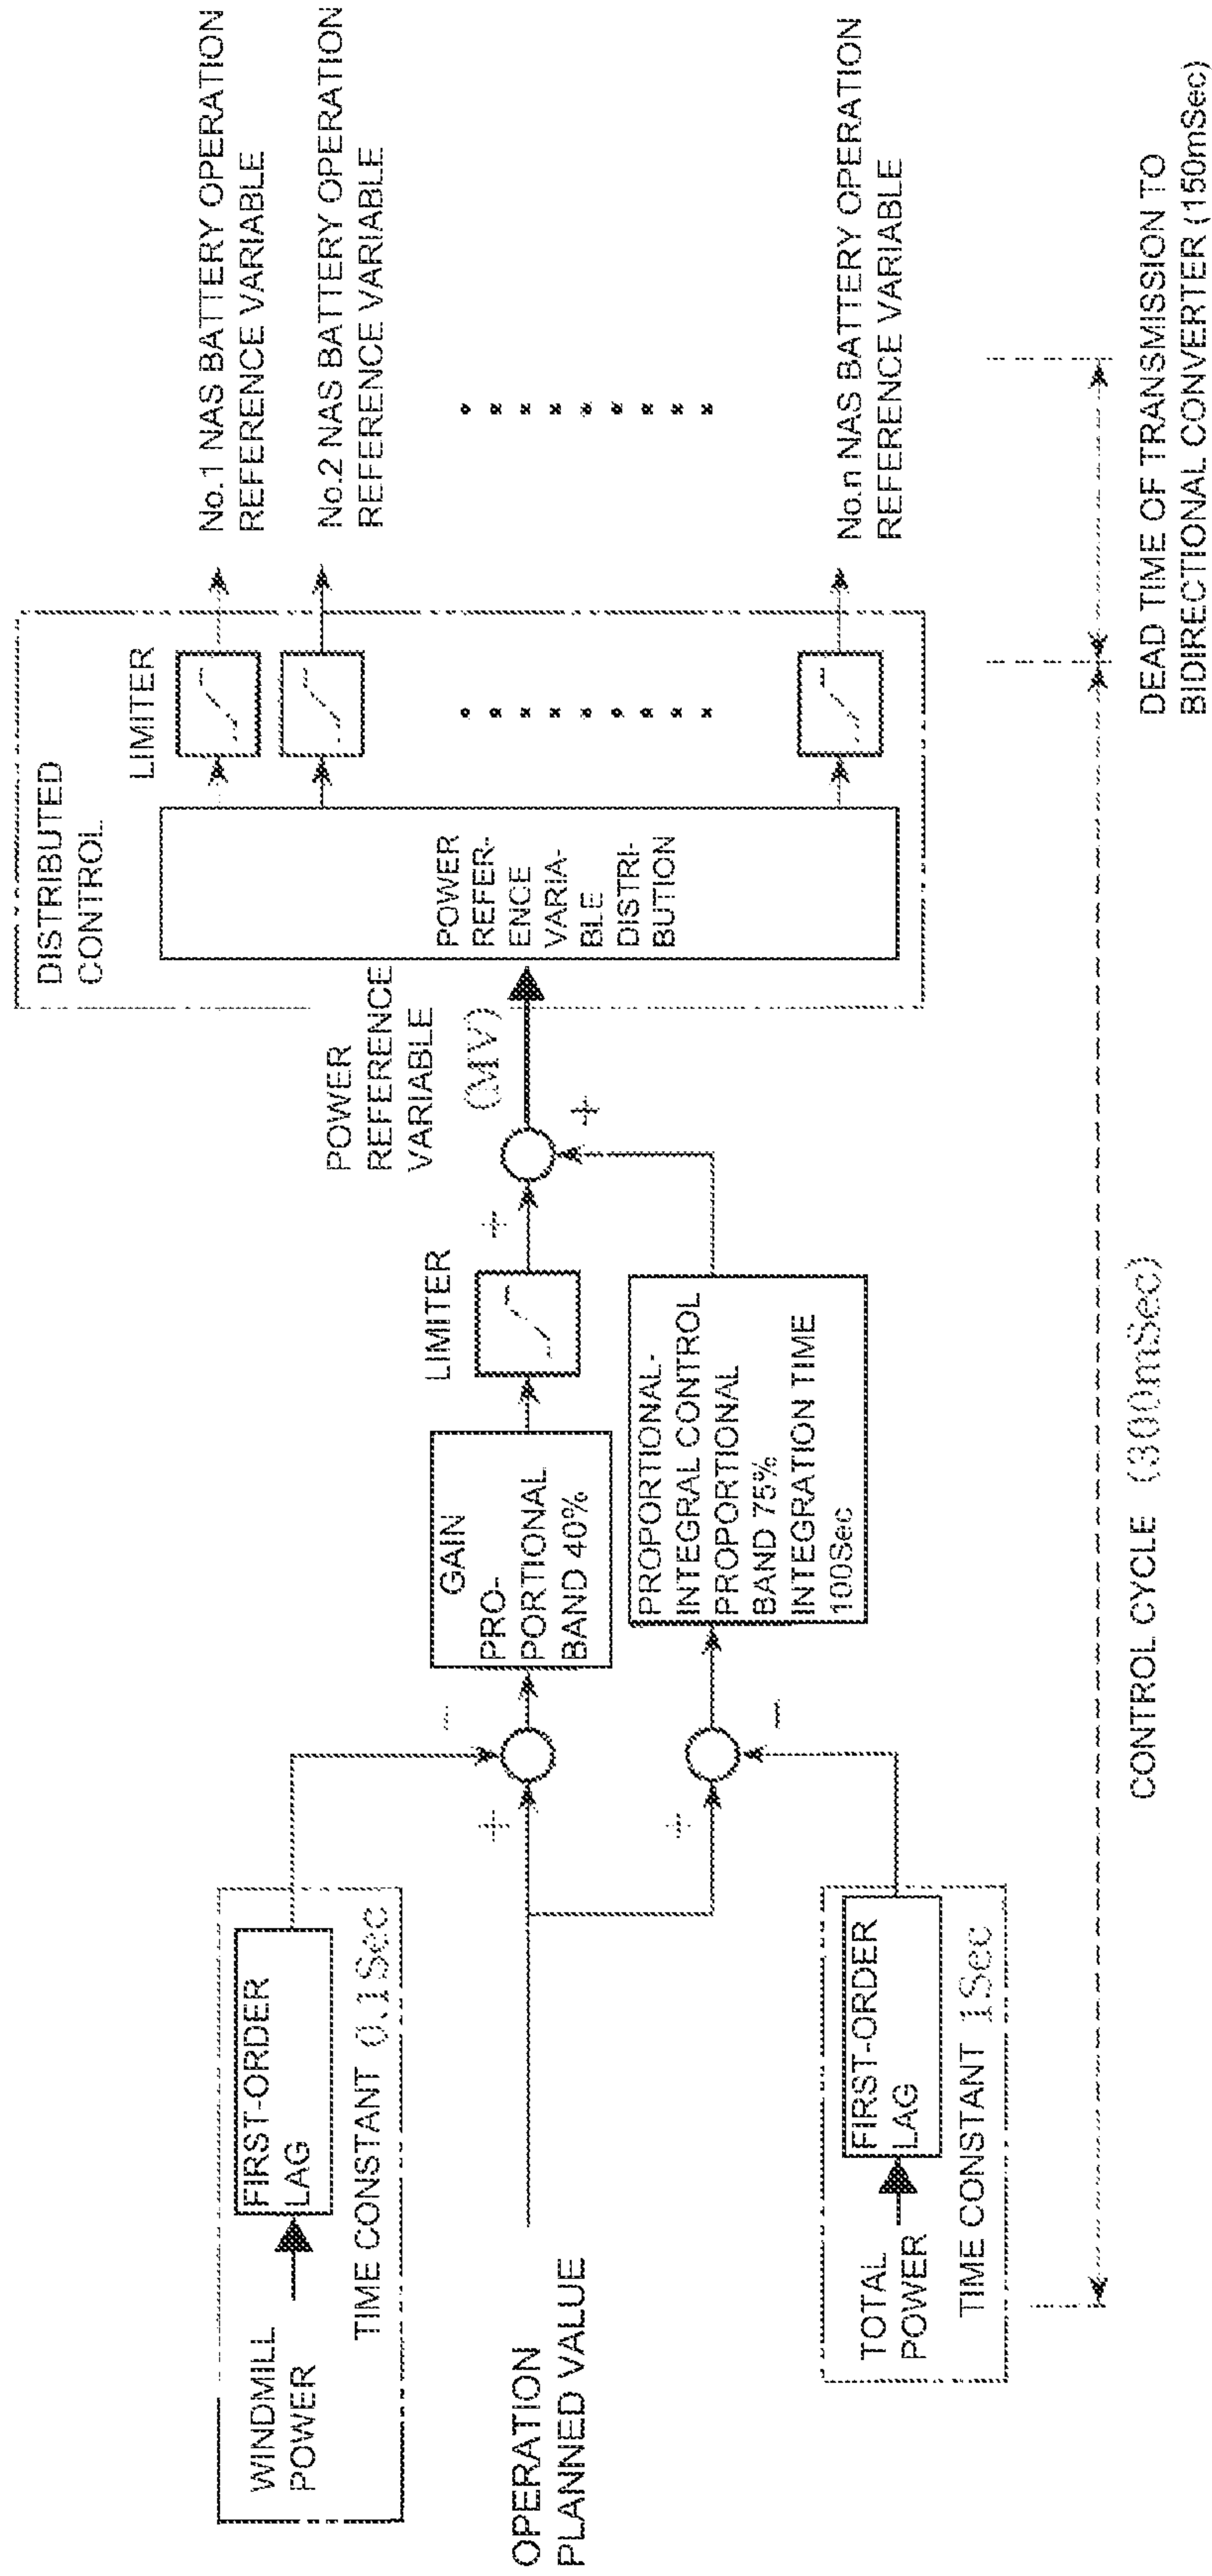 WINDMILL
POWER
FIRST-ORDER
LAG
TIME CONSTANT 0.1Sec
OPERATION
PLANNED VALUE
TOTAL
POWER
FIRST-ORDER
LAG
TIME CONSTANT 1Sec
+
−
+
−
GAIN
PRO-
PORTIONAL
BAND 40%
LIMITER
PROPORTIONAL-
INTEGRAL CONTROL
PROPORTIONAL
BAND 75%
INTEGRATION TIME
100Sec
+
+
POWER
REFERENCE
VARIABLE
(MV)
DISTRIBUTED
CONTROL
POWER
REFER-
ENCE
VARIA-
BLE
DISTRI-
BUTION
LIMITER
No.1 NAS BATTERY OPERATION
REFERENCE VARIABLE
No.2 NAS BATTERY OPERATION
REFERENCE VARIABLE
No.n NAS BATTERY OPERATION
REFERENCE VARIABLE
CONTROL CYCLE (300mSec)
DEAD TIME OF TRANSMISSION TO
BIDIRECTIONAL CONVERTER (150mSec)